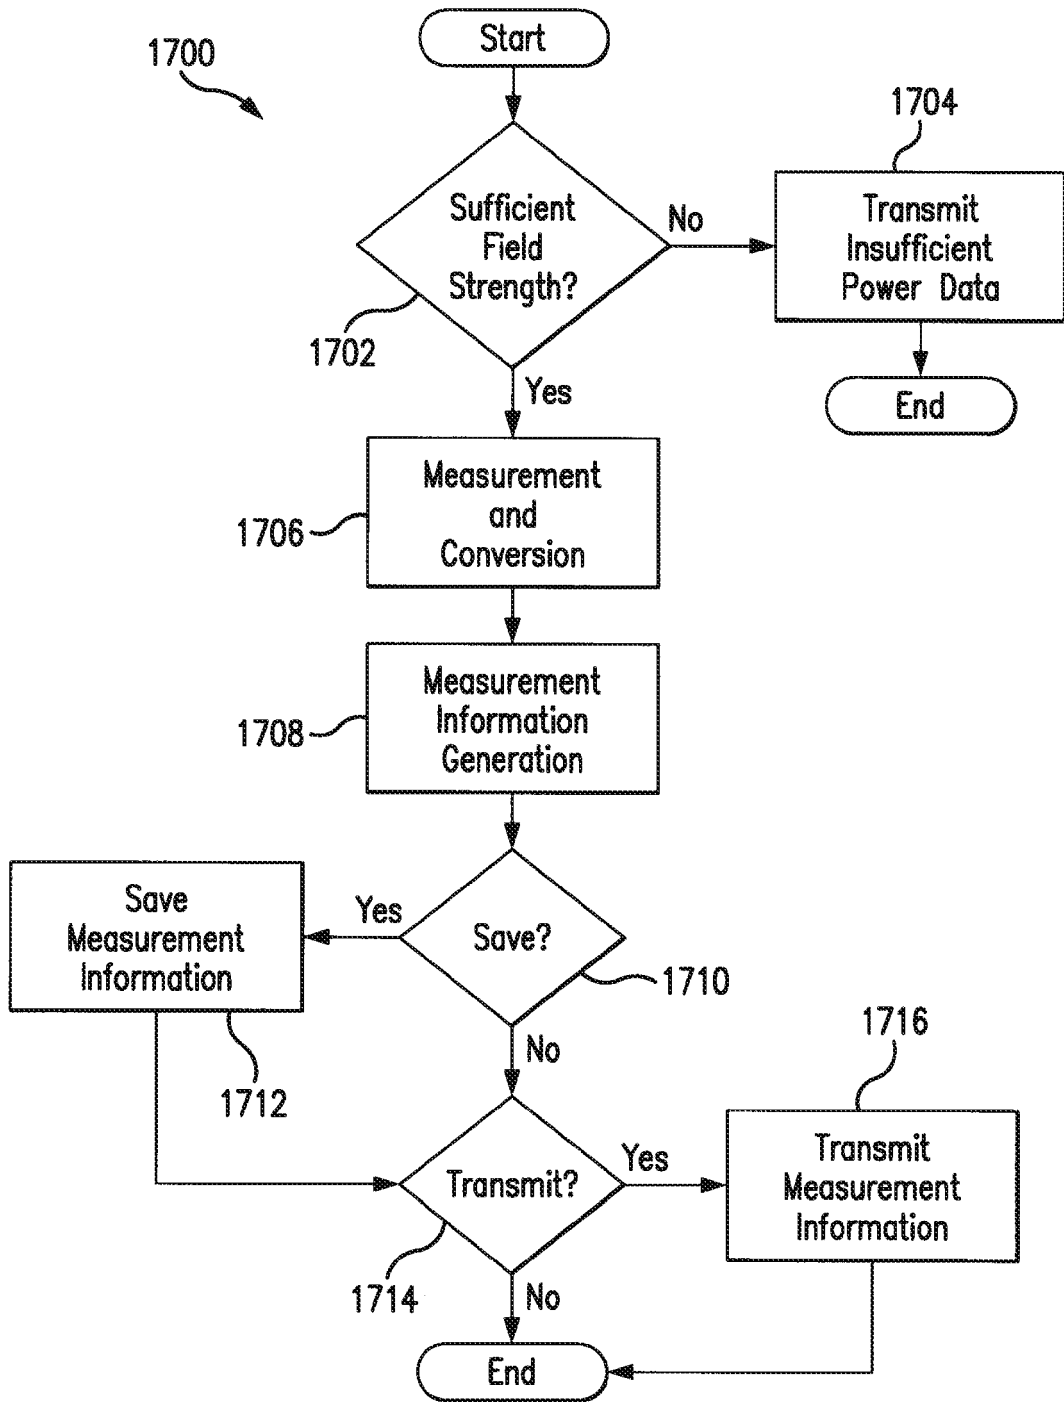 1700
Start
Sufficient
Field
Strength?
1702
No
1704
Transmit
Insufficient
Power Data
End
Yes
Measurement
and
Conversion
1706
Measurement
Information
Generation
1708
Save?
1710
Yes
Save
Measurement
Information
1712
No
Transmit?
1714
Yes
1716
Transmit
Measurement
Information
No
End